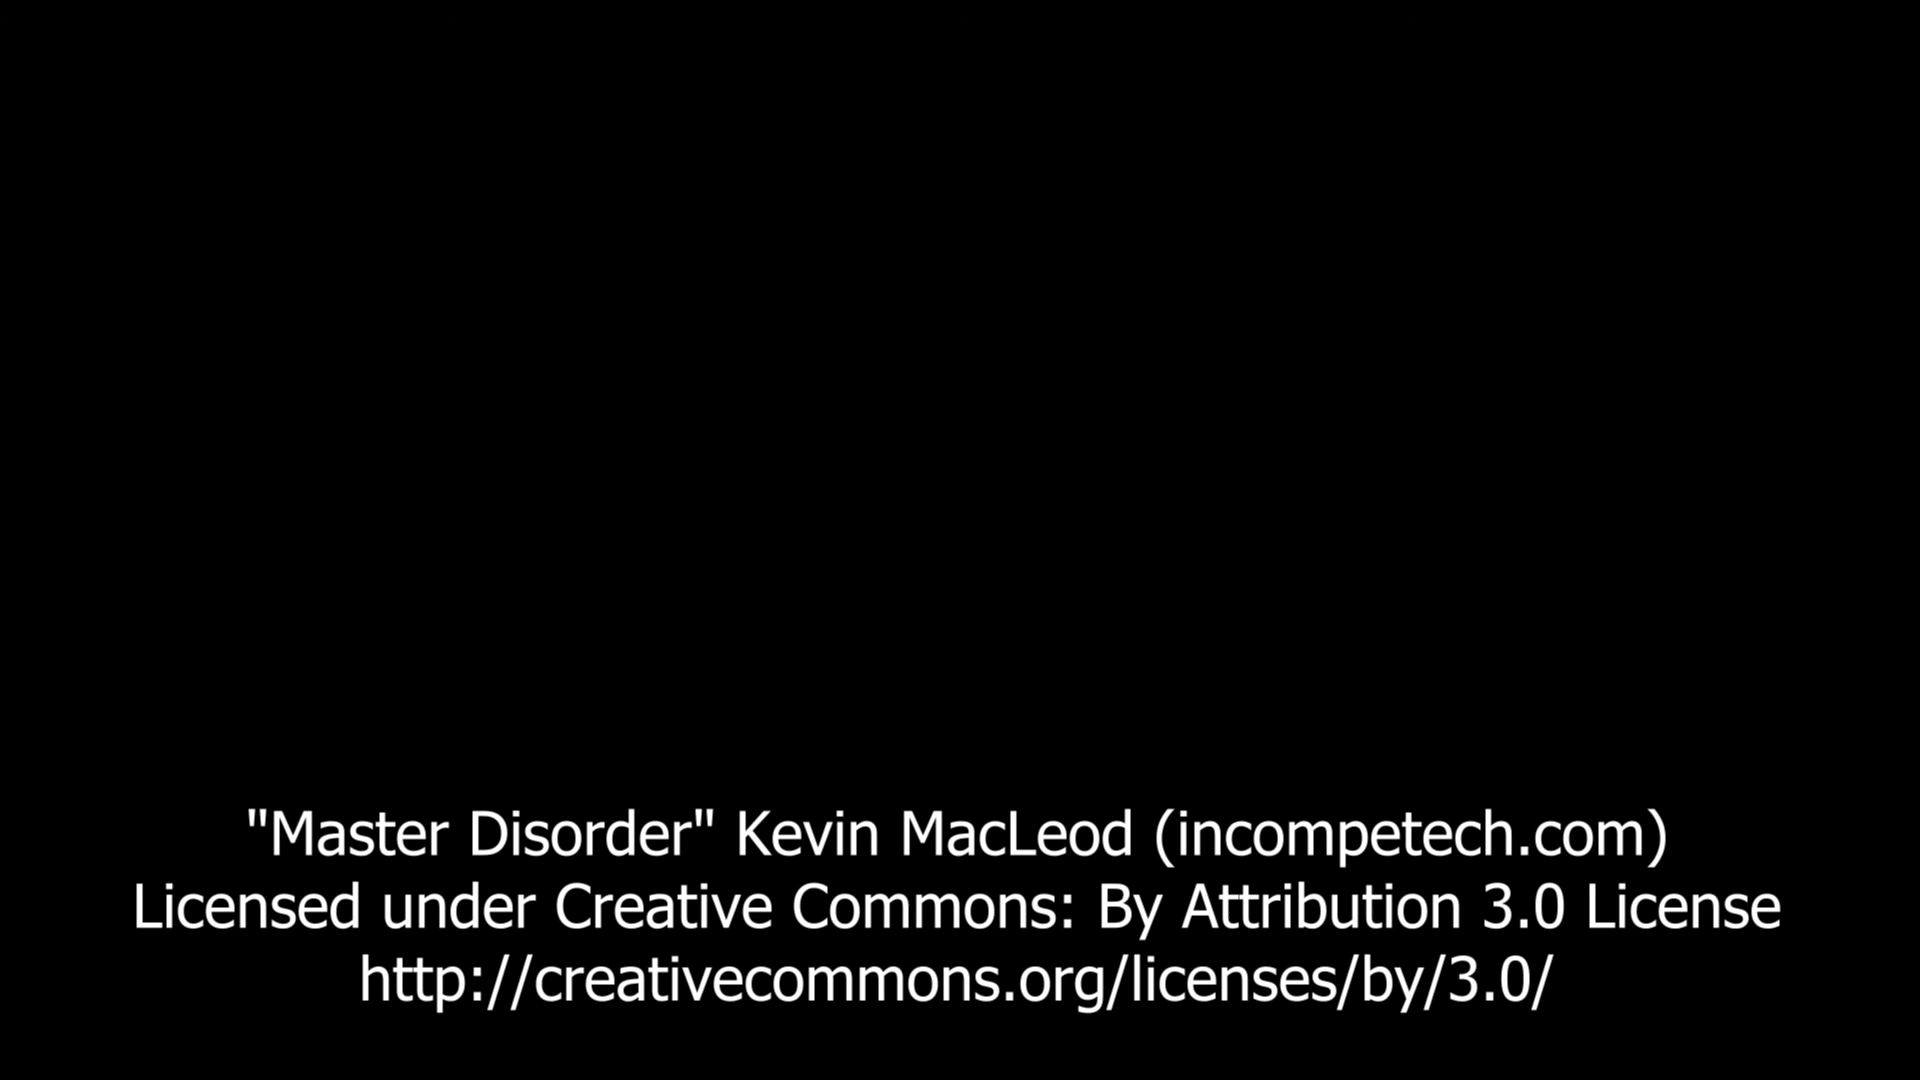 "Master Disorder" Kevin MacLeod (incompetech.com)
Licensed under Creative Commons: By Attribution 3.0 License
http://creativecommons.org/licenses/by/3.0/